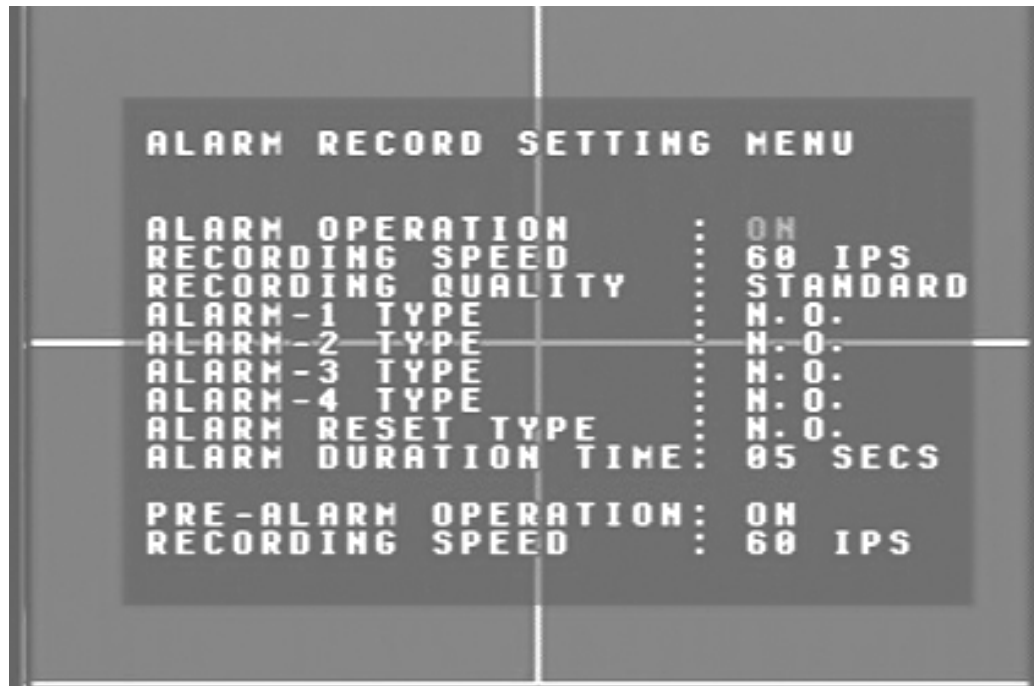 ALARM RECORD SETTING MENU
ALARM OPERATION : ON
RECORDING SPEED : 60 IPS
RECORDING QUALITY : STANDARD
ALARM-1 TYPE : N.O.
ALARM-2 TYPE : N.O.
ALARM-3 TYPE : N.O.
ALARM-4 TYPE : N.O.
ALARM RESET TYPE : N.O.
ALARM DURATION TIME: 05 SECS
PRE-ALARM OPERATION: ON
RECORDING SPEED : 60 IPS